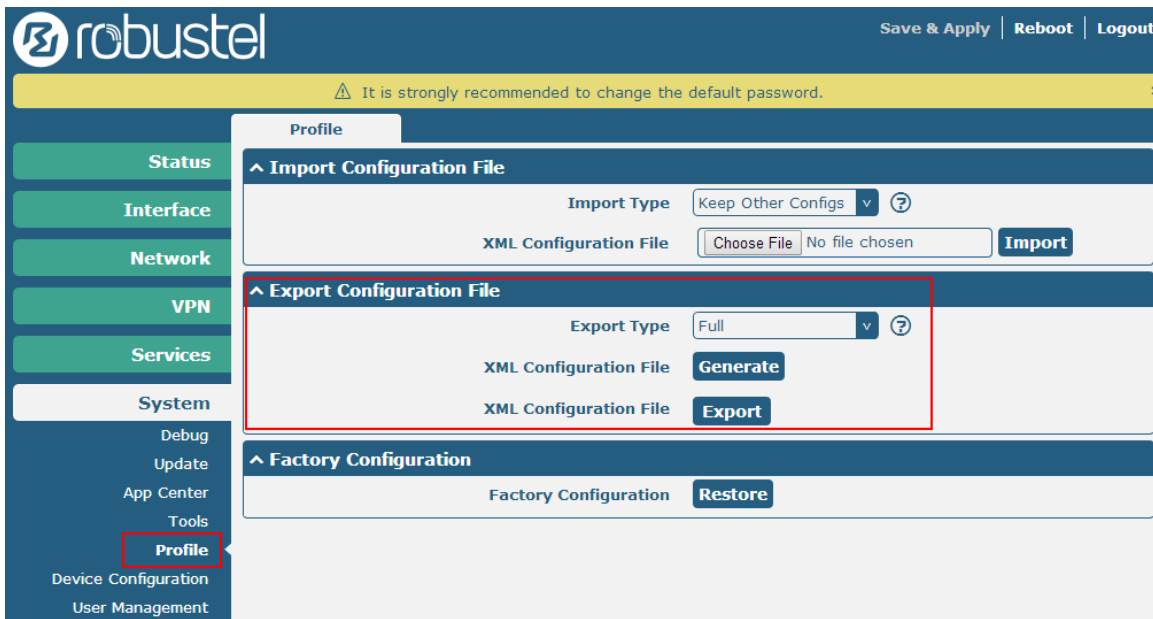 robustel
Save & Apply | Reboot | Logout
⚠ It is strongly recommended to change the default password.
Profile
Status
Interface
Network
VPN
Services
System
Debug
Update
App Center
Tools
Profile
Device Configuration
User Management
^ Import Configuration File
Import Type Keep Other Configs v ?
XML Configuration File Choose File No file chosen Import
^ Export Configuration File
Export Type Full v ?
XML Configuration File Generate
XML Configuration File Export
^ Factory Configuration
Factory Configuration Restore